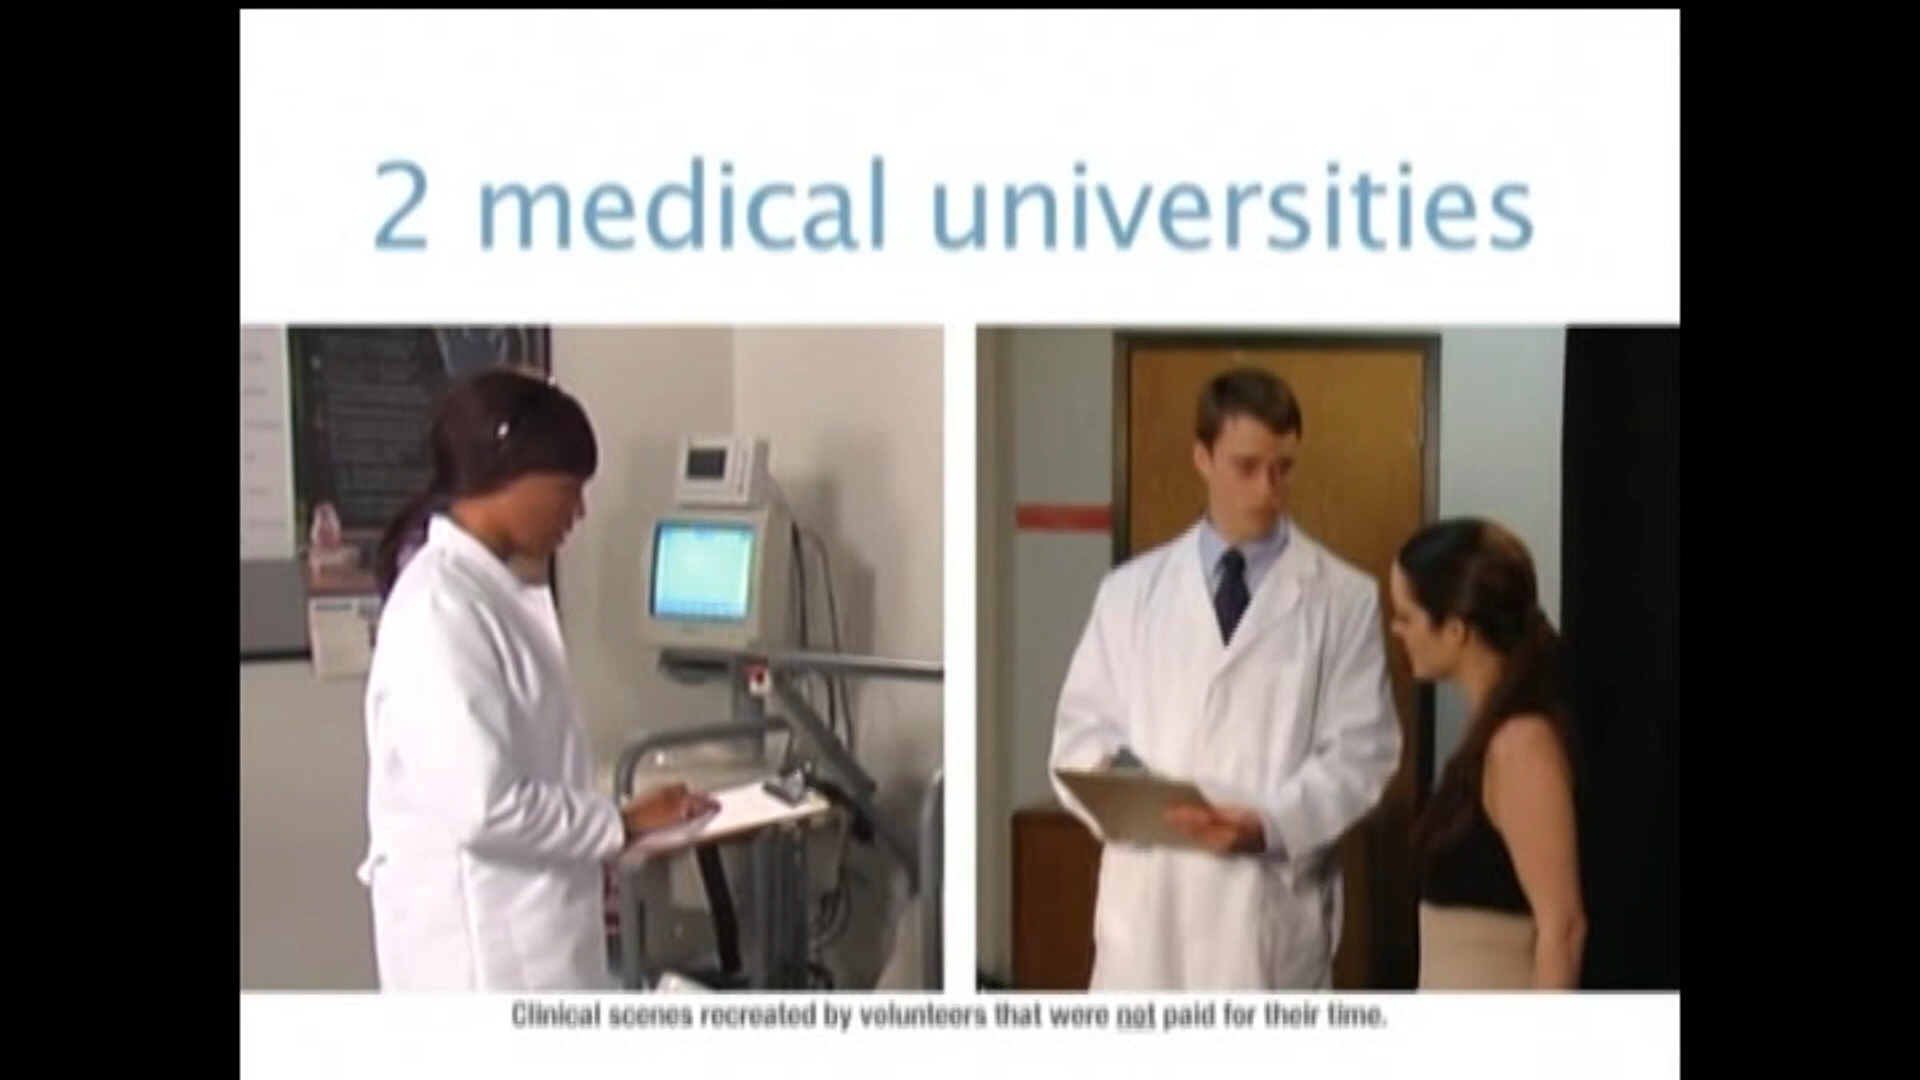 2 medical universities
Clinical scenes recreated by volunteers that were not paid for their time.